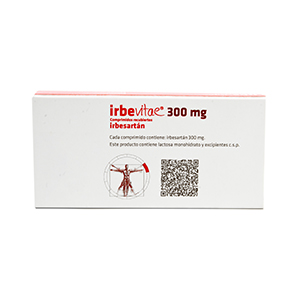 irbevitae® 300 mg
Comprimidos recubiertos
irbesartán
Cada comprimido contiene: irbesartán 300 mg.
Este producto contiene lactosa monohidrato y excipientes c.s.p.